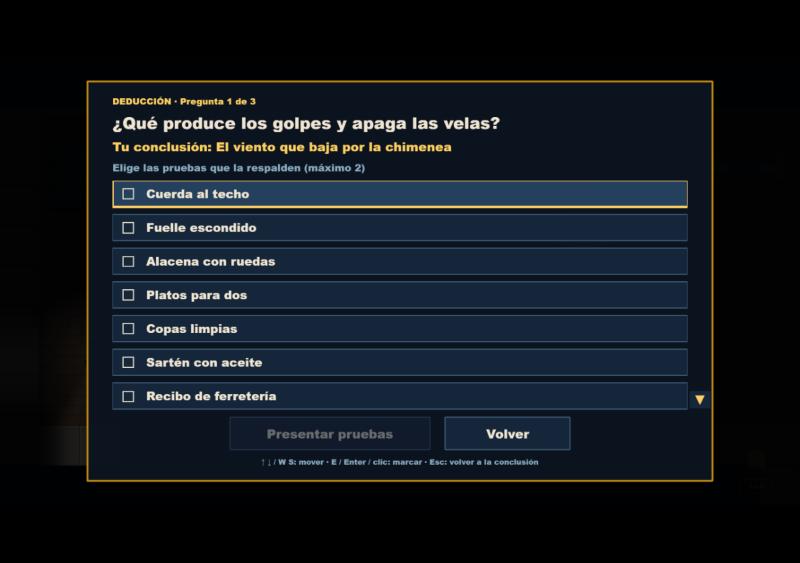 DEDUCCIÓN · Pregunta 1 de 3
¿Qué produce los golpes y apaga las velas?
Tu conclusión: El viento que baja por la chimenea
Elige las pruebas que la respalden (máximo 2)
Cuerda al techo
Fuelle escondido
Alacena con ruedas
Platos para dos
Copas limpias
Sartén con aceite
Recibo de ferretería
▼
Presentar pruebas
Volver
↑ ↓ / W S: mover · E / Enter / clic: marcar · Esc: volver a la conclusión